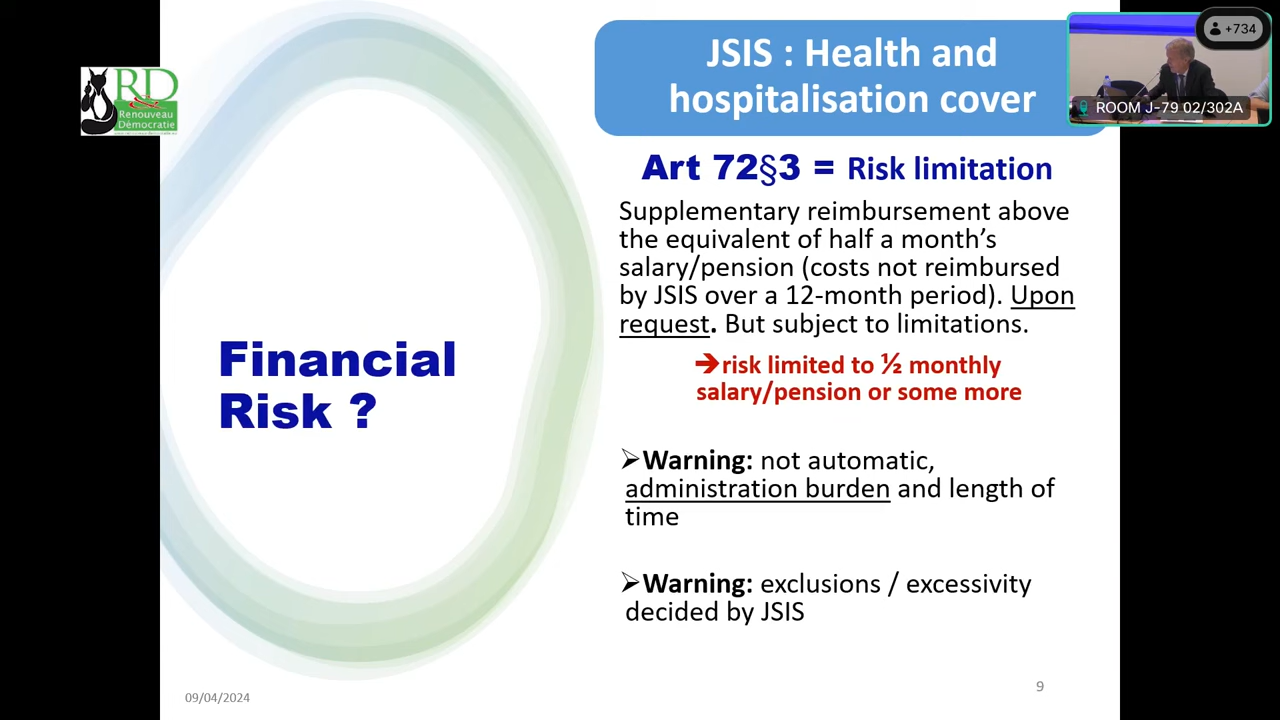 RD
Renouveau
Démocratie
JSIS : Health and
hospitalisation cover
+734
ROOM J-79 02/302A
Art 72§3 = Risk limitation
Supplementary reimbursement above
the equivalent of half a month’s
salary/pension (costs not reimbursed
by JSIS over a 12-month period). Upon
request. But subject to limitations.
➔risk limited to ½ monthly
salary/pension or some more
Financial
Risk ?
➢Warning: not automatic,
administration burden and length of
time
➢Warning: exclusions / excessivity
decided by JSIS
09/04/2024
9